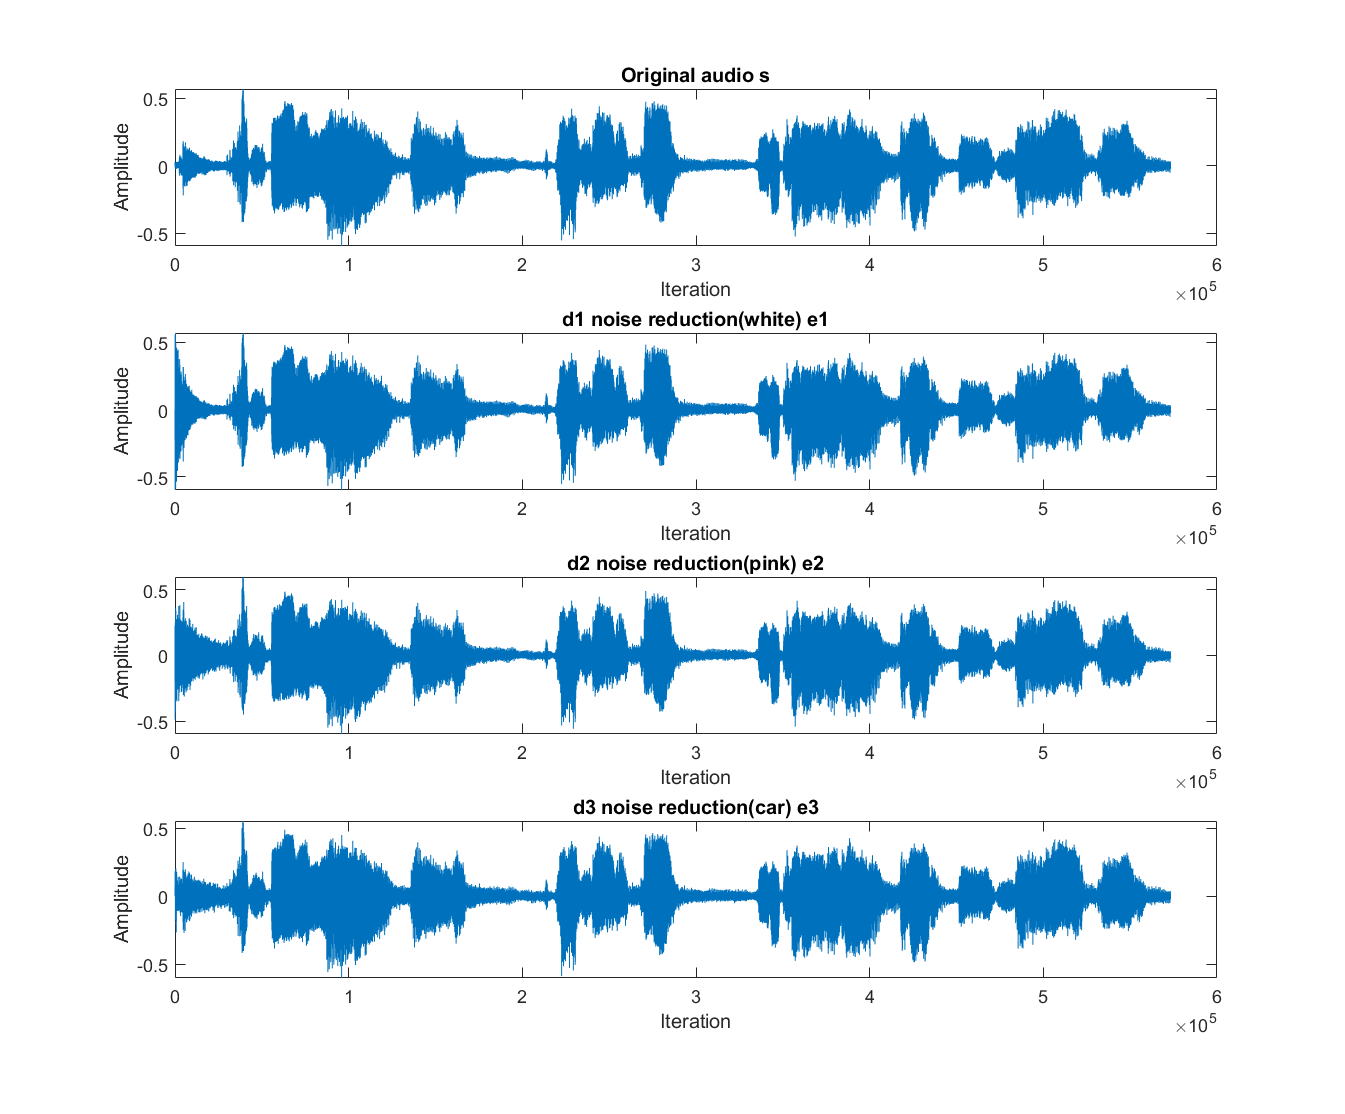 Original audio s
0.5
0
-0.5
Amplitude
0 1 2 3 4 5 6
Iteration
×10^5
d1 noise reduction(white) e1
0.5
0
-0.5
Amplitude
0 1 2 3 4 5 6
Iteration
×10^5
d2 noise reduction(pink) e2
0.5
0
-0.5
Amplitude
0 1 2 3 4 5 6
Iteration
×10^5
d3 noise reduction(car) e3
0.5
0
-0.5
Amplitude
0 1 2 3 4 5 6
Iteration
×10^5